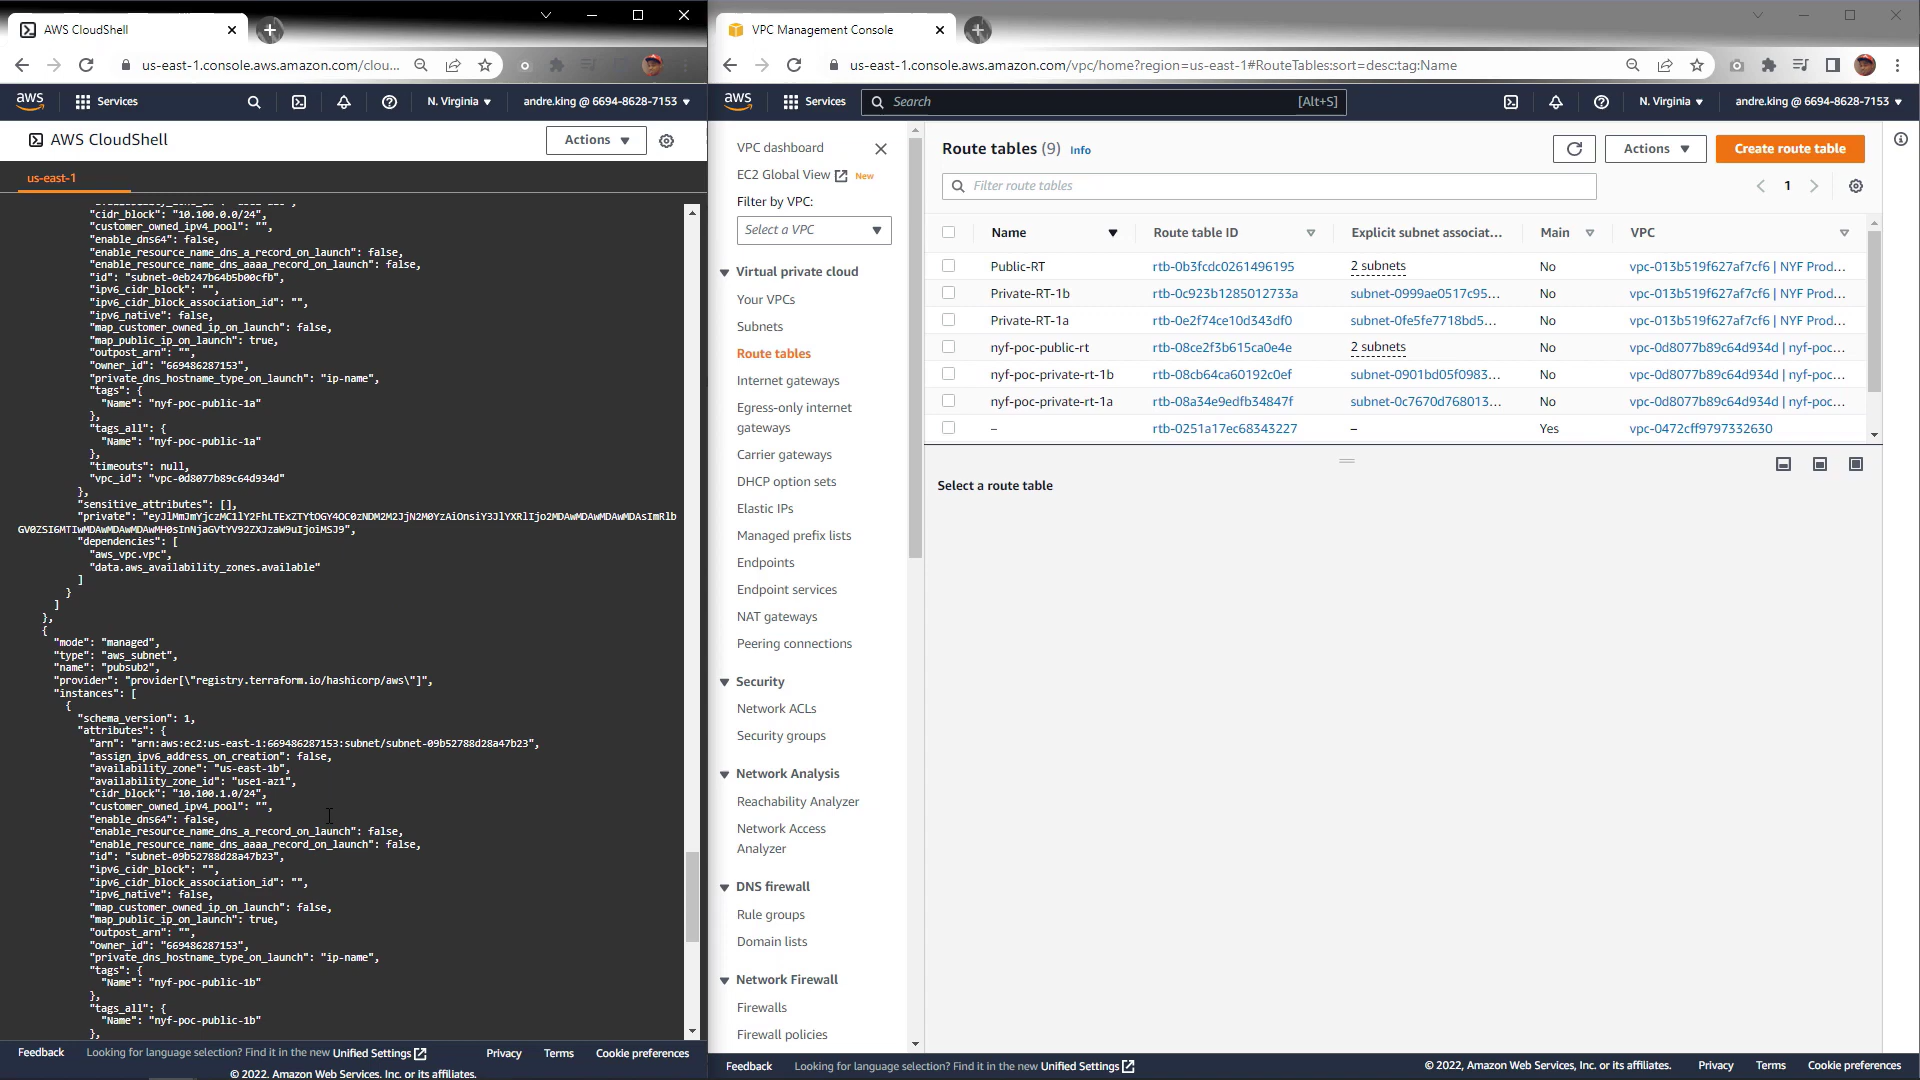 AWS CloudShell
us-east-1.console.aws.amazon.com/clou...
aws
Services
N. Virginia
andre.king @ 6694-8628-7153
AWS CloudShell
Actions
us-east-1
"cidr_block": "10.100.0.0/24",
"customer_owned_ipv4_pool": "",
"enable_dns64": false,
"enable_resource_name_dns_a_record_on_launch": false,
"enable_resource_name_dns_aaaa_record_on_launch": false,
"id": "subnet-0eb247b64b5b00cfb",
"ipv6_cidr_block": "",
"ipv6_cidr_block_association_id": "",
"ipv6_native": false,
"map_customer_owned_ip_on_launch": false,
"map_public_ip_on_launch": true,
"outpost_arn": "",
"owner_id": "669486287153",
"private_dns_hostname_type_on_launch": "ip-name",
"tags": {
"Name": "nyf-poc-public-1a"
},
"tags_all": {
"Name": "nyf-poc-public-1a"
},
"timeouts": null,
"vpc_id": "vpc-0d8077b89c64d934d"
},
"sensitive_attributes": [],
"private":
"dependencies": [
"aws_vpc.vpc",
"data.aws_availability_zones.available"
]
}
]
},
{
"mode": "managed",
"type": "aws_subnet",
"name": "pubsub2",
"provider": "provider[\"registry.terraform.io/hashicorp/aws\"]",
"instances": [
{
"schema_version": 1,
"attributes": {
"arn": "arn:aws:ec2:us-east-1:669486287153:subnet/subnet-09b52788d28a47b23",
"assign_ipv6_address_on_creation": false,
"availability_zone": "us-east-1b",
"availability_zone_id": "use1-az1",
"cidr_block": "10.100.1.0/24",
"customer_owned_ipv4_pool": "",
"enable_dns64": false,
"enable_resource_name_dns_a_record_on_launch": false,
"enable_resource_name_dns_aaaa_record_on_launch": false,
"id": "subnet-09b52788d28a47b23",
"ipv6_cidr_block": "",
"ipv6_cidr_block_association_id": "",
"ipv6_native": false,
"map_customer_owned_ip_on_launch": false,
"map_public_ip_on_launch": true,
"outpost_arn": "",
"owner_id": "669486287153",
"private_dns_hostname_type_on_launch": "ip-name",
"tags": {
"Name": "nyf-poc-public-1b"
},
"tags_all": {
"Name": "nyf-poc-public-1b"
},
Feedback Looking for language selection? Find it in the new Unified Settings Privacy Terms Cookie preferences
© 2022, Amazon Web Services, Inc. or its affiliates.
VPC Management Console
us-east-1.console.aws.amazon.com/vpc/home?region=us-east-1#RouteTables:sort=desc:tag:Name
aws
Services
Search [Alt+S]
N. Virginia
andre.king @ 6694-8628-7153
VPC dashboard
EC2 Global View New
Filter by VPC:
Select a VPC
Virtual private cloud
Your VPCs
Subnets
Route tables
Internet gateways
Egress-only internet
gateways
Carrier gateways
DHCP option sets
Elastic IPs
Managed prefix lists
Endpoints
Endpoint services
NAT gateways
Peering connections
Security
Network ACLs
Security groups
Network Analysis
Reachability Analyzer
Network Access
Analyzer
DNS firewall
Rule groups
Domain lists
Network Firewall
Firewalls
Firewall policies
Route tables (9) Info
Actions
Create route table
Filter route tables
1
Name Route table ID Explicit subnet associat... Main VPC
Public-RT rtb-0b3fcdc0261496195 2 subnets No vpc-013b519f627af7cf6 | NYF Prod...
Private-RT-1b rtb-0c923b1285012733a subnet-0999ae0517c95... No vpc-013b519f627af7cf6 | NYF Prod...
Private-RT-1a rtb-0e2f74ce10d343df0 subnet-0fe5fe7718bd5... No vpc-013b519f627af7cf6 | NYF Prod...
nyf-poc-public-rt rtb-08ce2f3b615ca0e4e 2 subnets No vpc-0d8077b89c64d934d | nyf-poc...
nyf-poc-private-rt-1b rtb-08cb64ca60192c0ef subnet-0901bd05f0983... No vpc-0d8077b89c64d934d | nyf-poc...
nyf-poc-private-rt-1a rtb-08a34e9edfb34847f subnet-0c7670d768013... No vpc-0d8077b89c64d934d | nyf-poc...
– rtb-0251a17ec68343227 – Yes vpc-0472cff9797332630
Select a route table
Feedback Looking for language selection? Find it in the new Unified Settings © 2022, Amazon Web Services, Inc. or its affiliates. Privacy Terms Cookie preferences